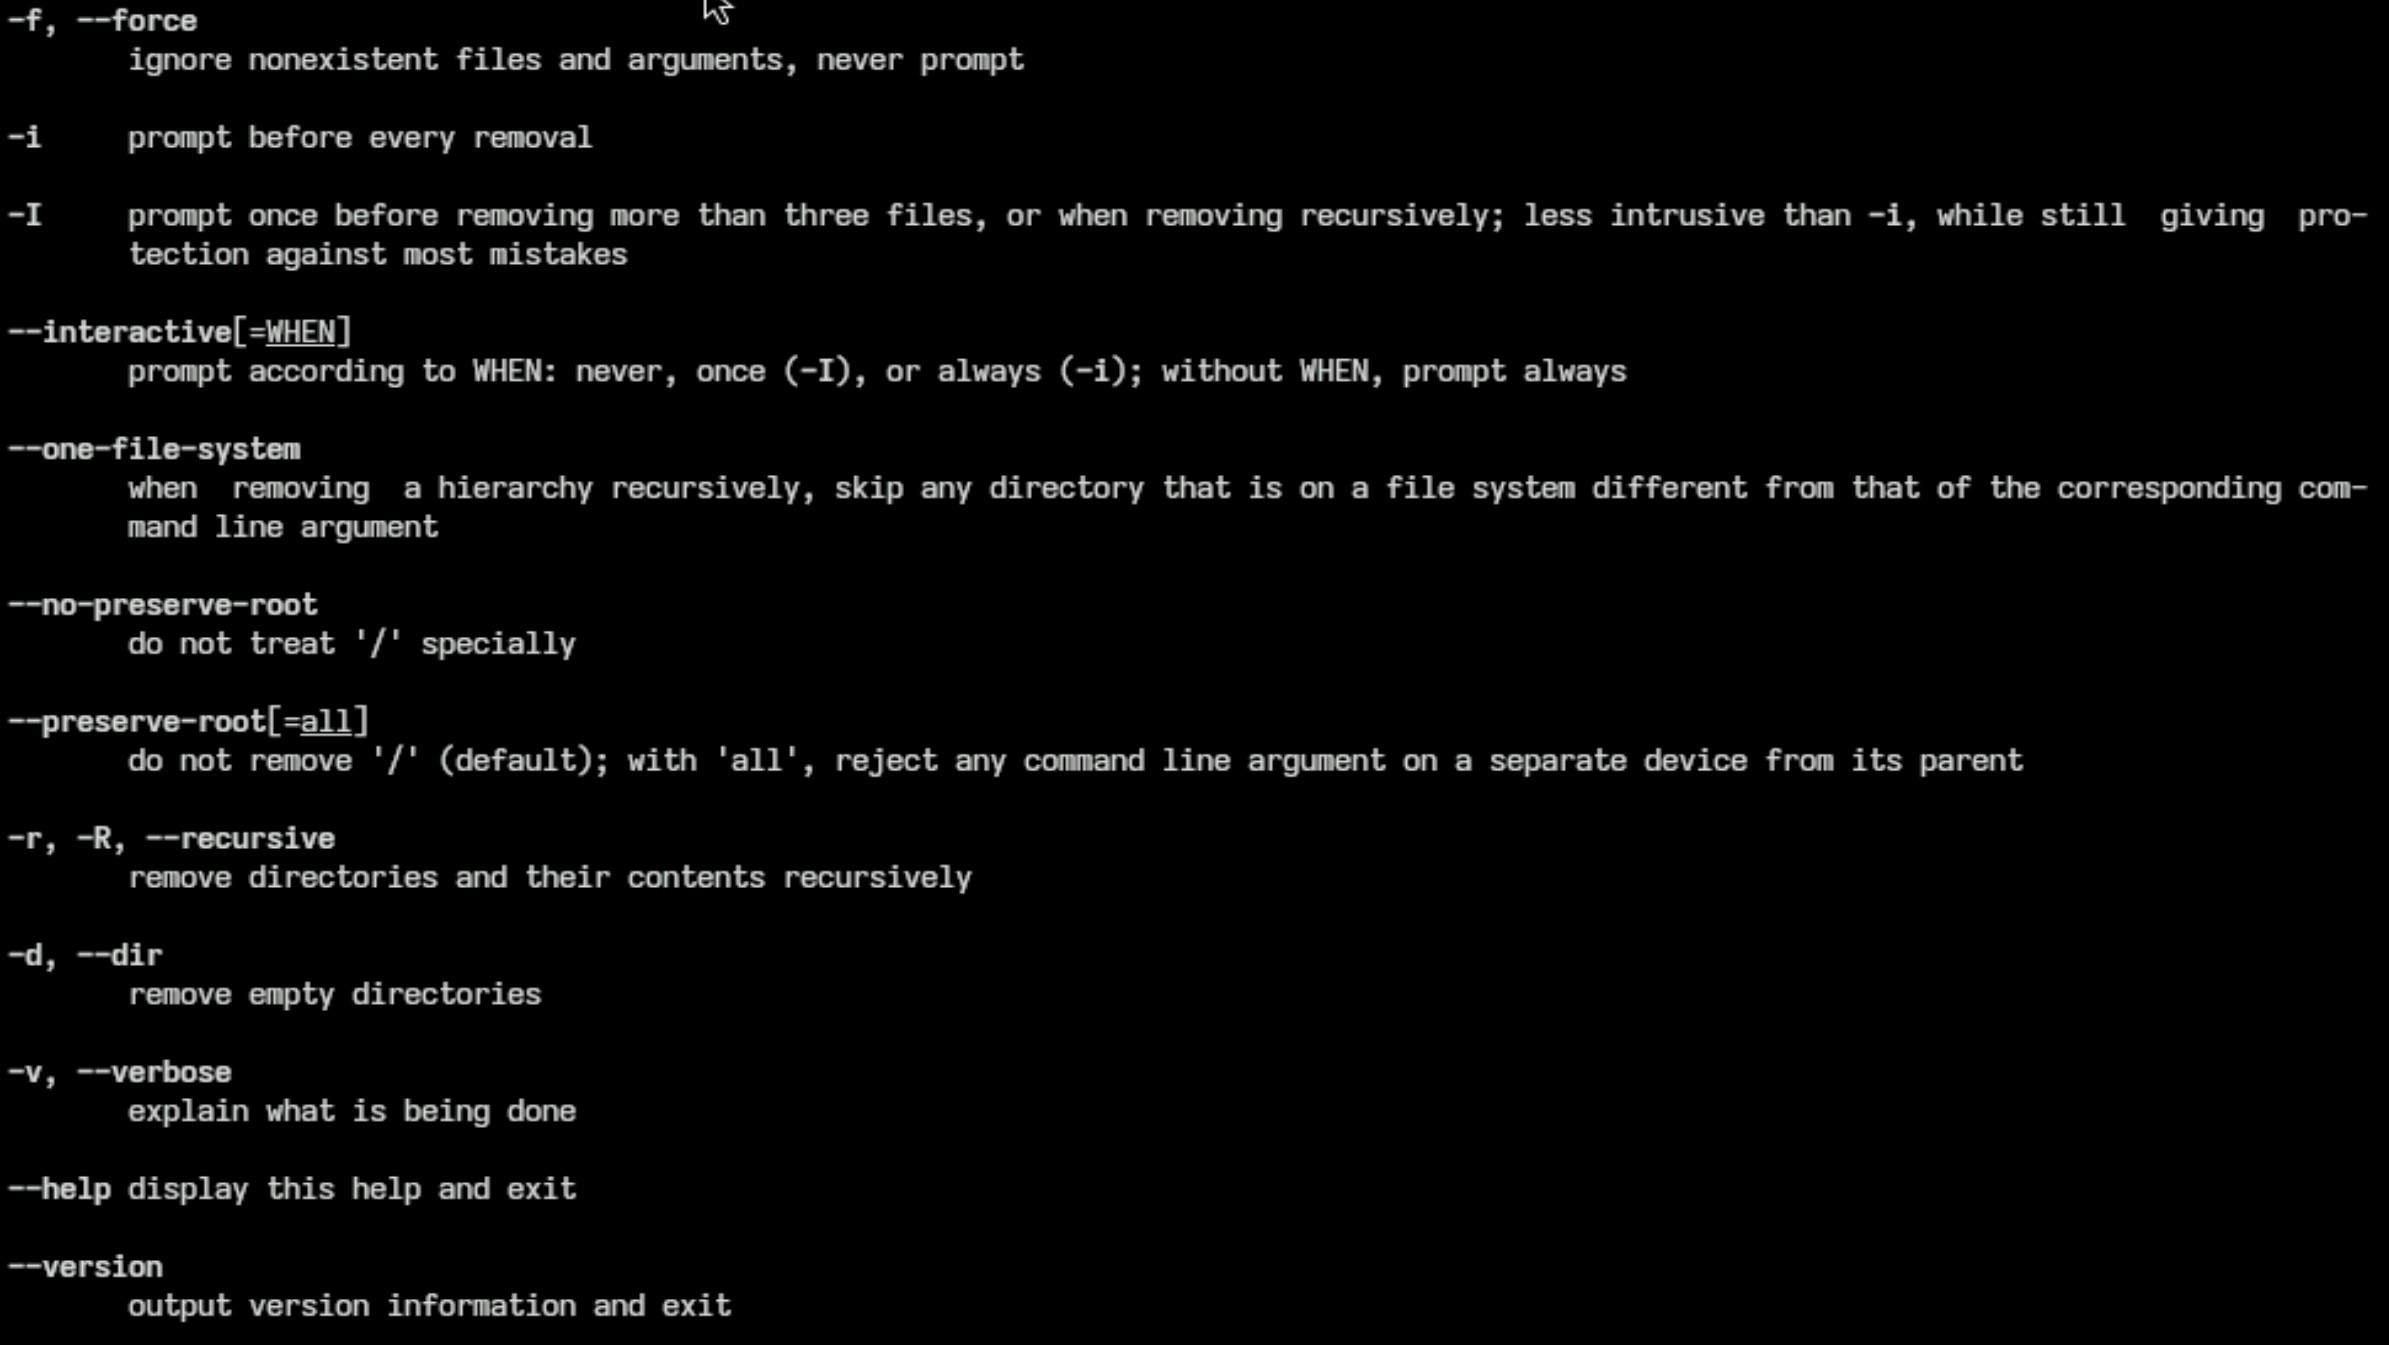 -f, --force
ignore nonexistent files and arguments, never prompt
-i prompt before every removal
-I prompt once before removing more than three files, or when removing recursively; less intrusive than -i, while still giving pro-
tection against most mistakes
--interactive[=WHEN]
prompt according to WHEN: never, once (-I), or always (-i); without WHEN, prompt always
--one-file-system
when removing a hierarchy recursively, skip any directory that is on a file system different from that of the corresponding com-
mand line argument
--no-preserve-root
do not treat '/' specially
--preserve-root[=all]
do not remove '/' (default); with 'all', reject any command line argument on a separate device from its parent
-r, -R, --recursive
remove directories and their contents recursively
-d, --dir
remove empty directories
-v, --verbose
explain what is being done
--help display this help and exit
--version
output version information and exit